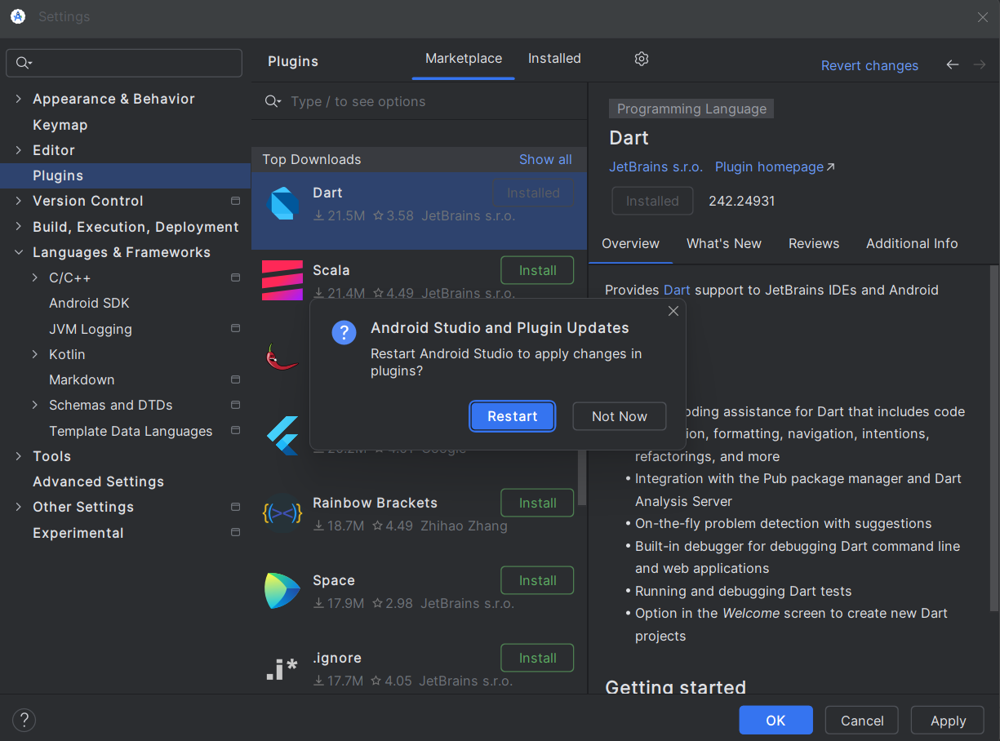 Settings
Appearance & Behavior
Keymap
Editor
Plugins
Version Control
Build, Execution, Deployment
Languages & Frameworks
C/C++
Android SDK
JVM Logging
Kotlin
Markdown
Schemas and DTDs
Template Data Languages
Tools
Advanced Settings
Other Settings
Experimental
Plugins
Marketplace
Installed
Revert changes
Type / to see options
Top Downloads
Show all
Dart
Installed
21.5M 3.58 JetBrains s.r.o.
Scala
Install
21.4M 4.49 JetBrains s.r.o.
Android Studio and Plugin Updates
Restart Android Studio to apply changes in
plugins?
Restart
Not Now
Google
Rainbow Brackets
Install
18.7M 4.49 Zhihao Zhang
Space
Install
17.9M 2.98 JetBrains s.r.o.
.i*
.ignore
Install
17.7M 4.05 JetBrains s.r.o.
Programming Language
Dart
JetBrains s.r.o. Plugin homepage
Installed
242.24931
Overview
What's New
Reviews
Additional Info
Provides Dart support to JetBrains IDEs and Android
assistance for Dart that includes code
formatting, navigation, intentions,
refactorings, and more
• Integration with the Pub package manager and Dart
Analysis Server
• On-the-fly problem detection with suggestions
• Built-in debugger for debugging Dart command line
and web applications
• Running and debugging Dart tests
• Option in the Welcome screen to create new Dart
projects
Getting started
?
OK
Cancel
Apply